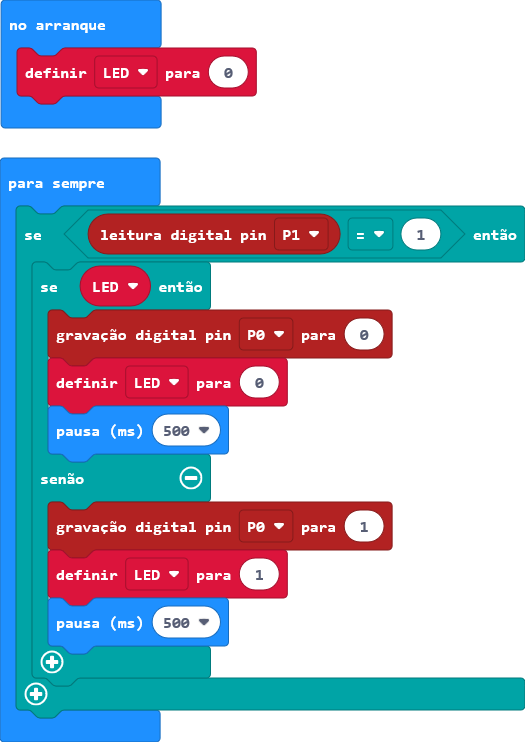 no arranque
definir LED para 0
para sempre
se leitura digital pin P1 = 1 então
se LED então
gravação digital pin P0 para 0
definir LED para 0
pausa (ms) 500
senão
gravação digital pin P0 para 1
definir LED para 1
pausa (ms) 500